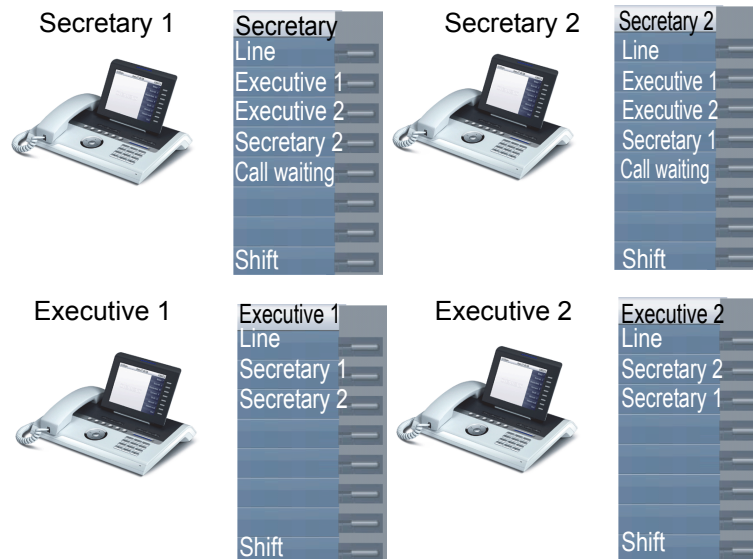 Secretary 1
Secretary
Line
Executive 1
Executive 2
Secretary 2
Call waiting
Shift
Secretary 2
Secretary 2
Line
Executive 1
Executive 2
Secretary 1
Call waiting
Shift
Executive 1
Executive 1
Line
Secretary 1
Secretary 2
Shift
Executive 2
Executive 2
Line
Secretary 2
Secretary 1
Shift